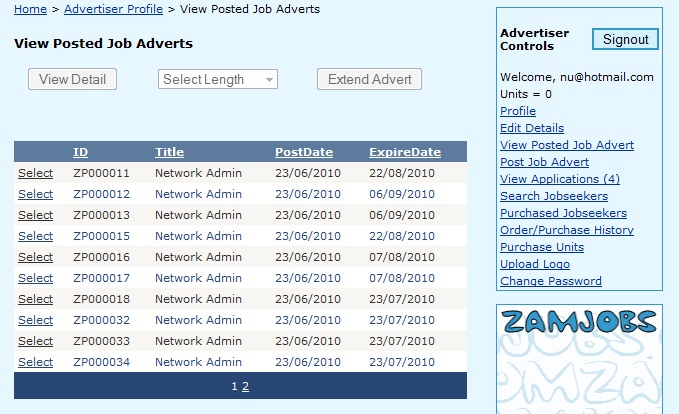 Home > Advertiser Profile > View Posted Job Adverts
View Posted Job Adverts
View Detail Select Length Extend Advert
ID Title PostDate ExpireDate
Select ZP000011 Network Admin 23/06/2010 22/08/2010
Select ZP000012 Network Admin 23/06/2010 06/09/2010
Select ZP000013 Network Admin 23/06/2010 06/09/2010
Select ZP000015 Network Admin 23/06/2010 22/08/2010
Select ZP000016 Network Admin 23/06/2010 07/08/2010
Select ZP000017 Network Admin 23/06/2010 07/08/2010
Select ZP000018 Network Admin 23/06/2010 23/07/2010
Select ZP000032 Network Admin 23/06/2010 23/07/2010
Select ZP000033 Network Admin 23/06/2010 23/07/2010
Select ZP000034 Network Admin 23/06/2010 23/07/2010
1 2
Advertiser
Controls
Signout
Welcome, nu@hotmail.com
Units = 0
Profile
Edit Details
View Posted Job Advert
Post Job Advert
View Applications (4)
Search Jobseekers
Purchased Jobseekers
Order/Purchase History
Purchase Units
Upload Logo
Change Password
ZAMJOBS